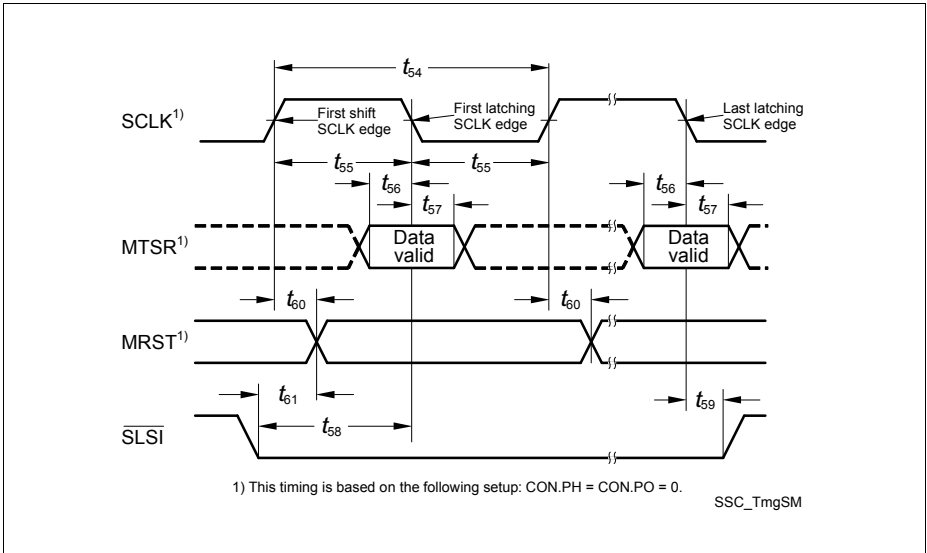 t54
SCLK1)
First shift
SCLK edge
First latching
SCLK edge
Last latching
SCLK edge
t55
t55
t56
t57
t56
t57
MTSR1)
Data
valid
Data
valid
t60
t60
MRST1)
t61
t58
t59
SLSI
1) This timing is based on the following setup: CON.PH = CON.PO = 0.
SSC_TmgSM